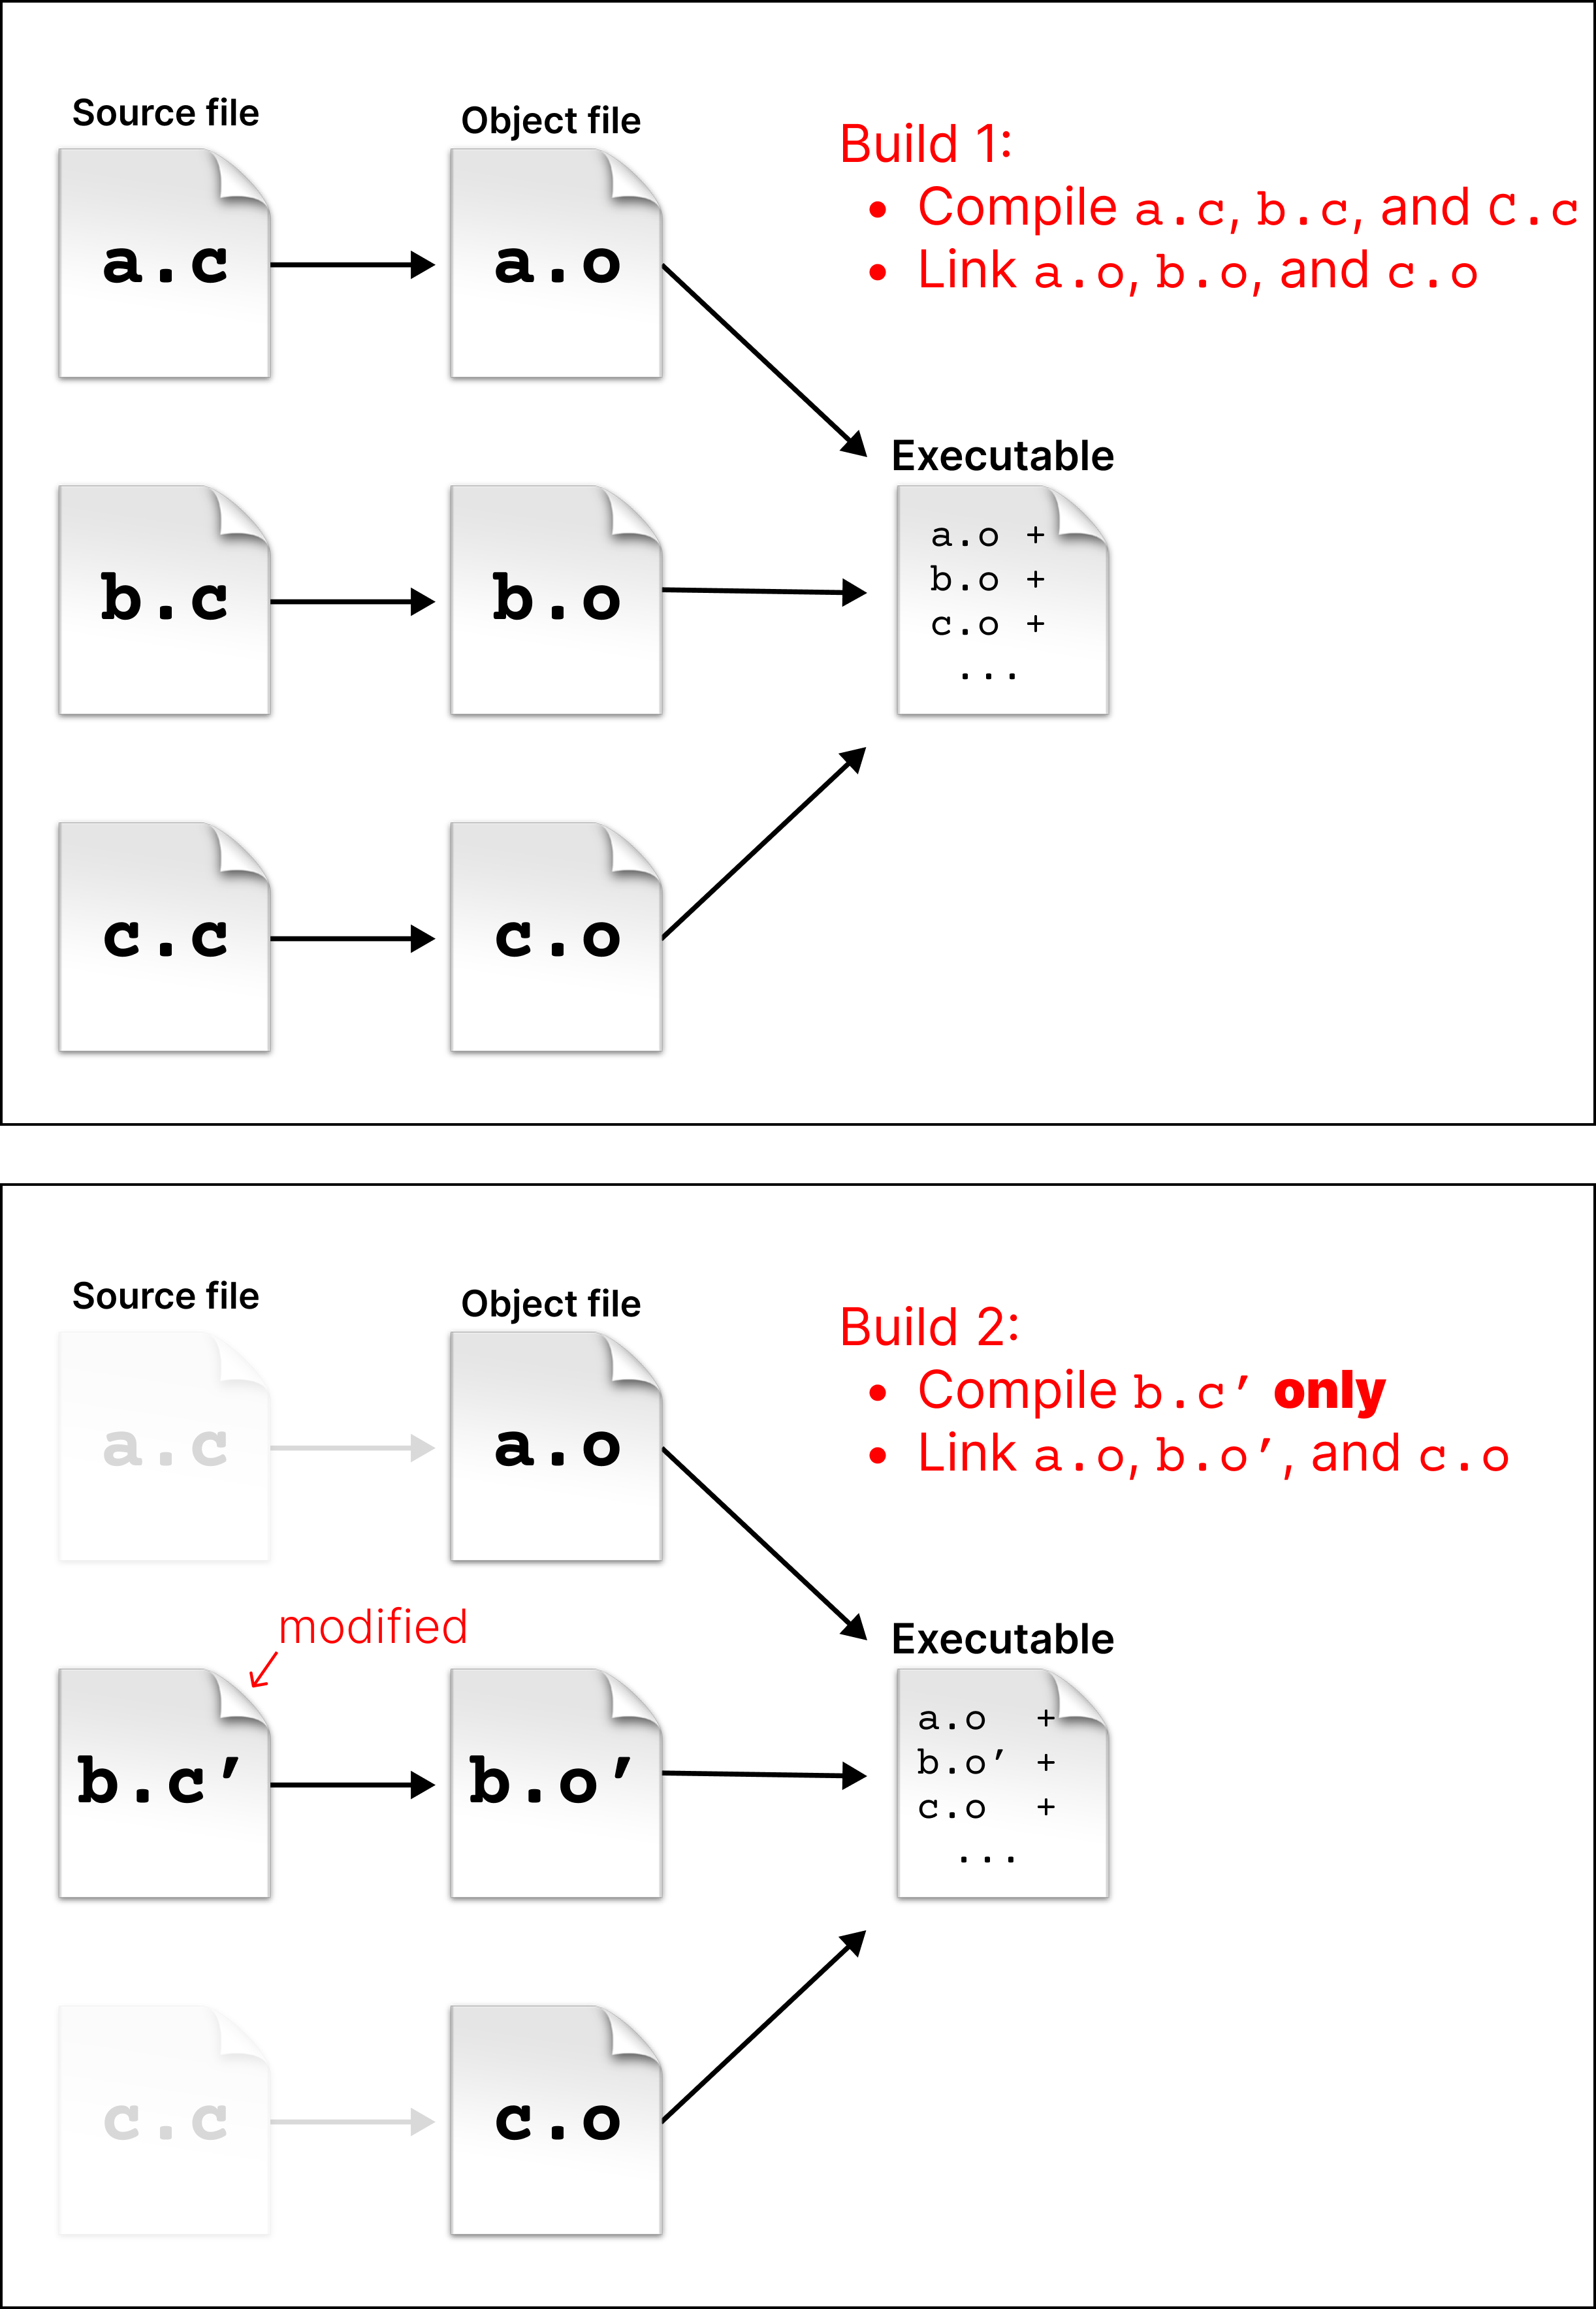 Source file
Object file
Build 1:
• Compile a.c, b.c, and C.c
• Link a.o, b.o, and c.o
a.c
a.o
Executable
b.c
b.o
a.o +
b.o +
c.o +
...
c.c
c.o
Source file
Object file
Build 2:
• Compile b.c’ only
• Link a.o, b.o’, and c.o
a.c
a.o
modified
Executable
b.c’
b.o’
a.o +
b.o’ +
c.o +
...
c.c
c.o